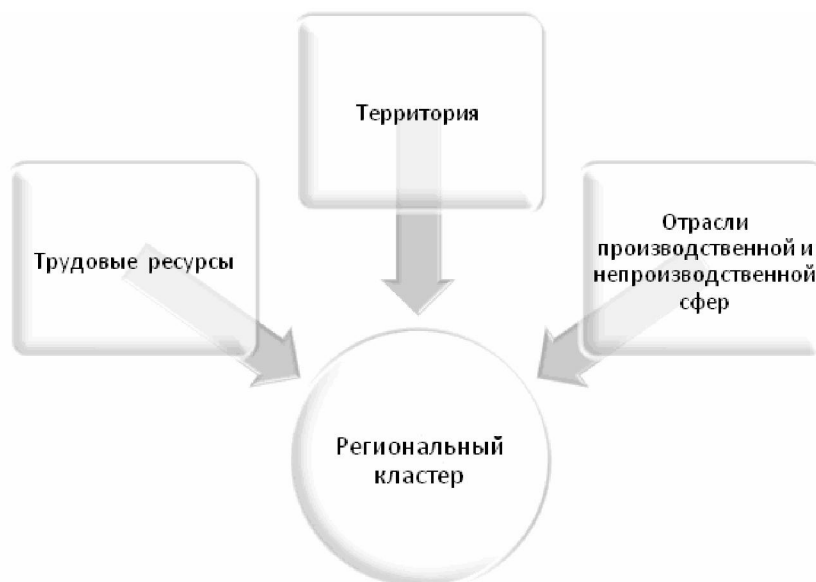 Территория
Трудовые ресурсы
Отрасли
производственной и
непроизводственной
сфер
Региональный
кластер